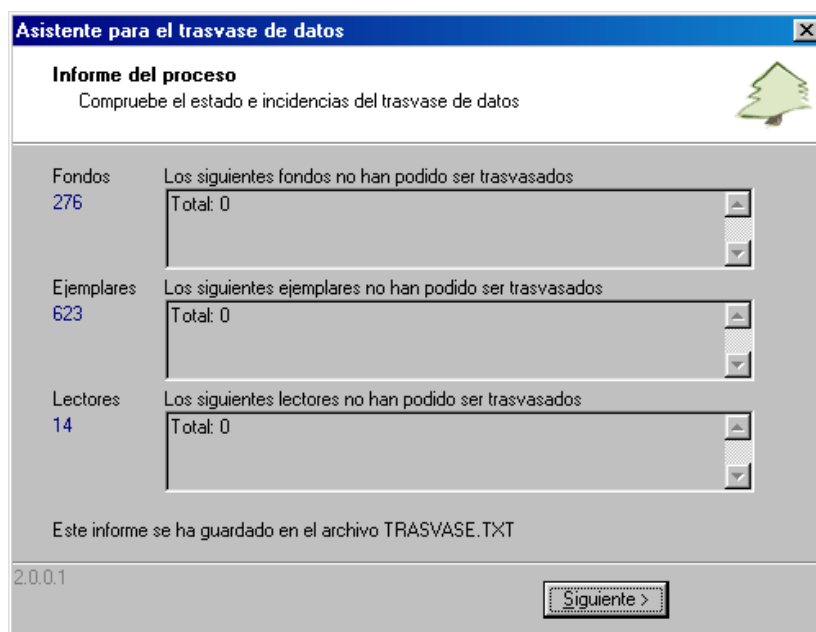 Asistente para el trasvase de datos
Informe del proceso
Compruebe el estado e incidencias del trasvase de datos
Fondos
276
Los siguientes fondos no han podido ser trasvasados
Total: 0
Ejemplares
623
Los siguientes ejemplares no han podido ser trasvasados
Total: 0
Lectores
14
Los siguientes lectores no han podido ser trasvasados
Total: 0
Este informe se ha guardado en el archivo TRASVASE.TXT
2.0.0.1
Siguiente >